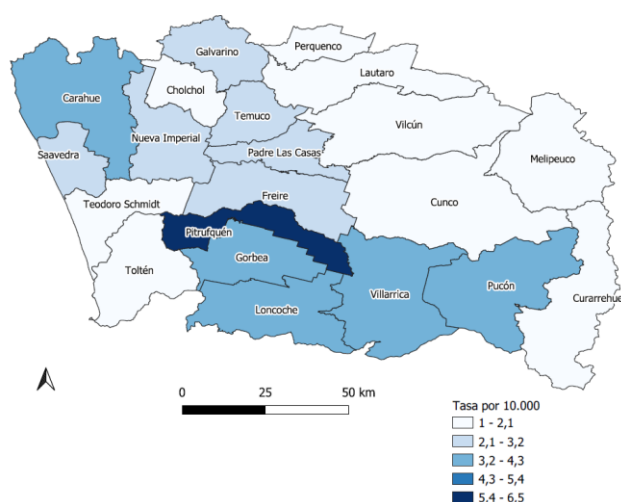 Perquenco
Galvarino
Lautaro
Carahue
Cholchol
Temuco
Vilcún
Nueva Imperial
Padre Las Casas
Saavedra
Melipeuco
Freire
Teodoro Schmidt
Cunco
Pitrufquén
Gorbea
Toltén
Villarrica
Pucón
Curarrehue
Loncoche
0 25 50 km
Tasa por 10.000
1 - 2,1
2,1 - 3,2
3,2 - 4,3
4,3 - 5,4
5,4 - 6,5